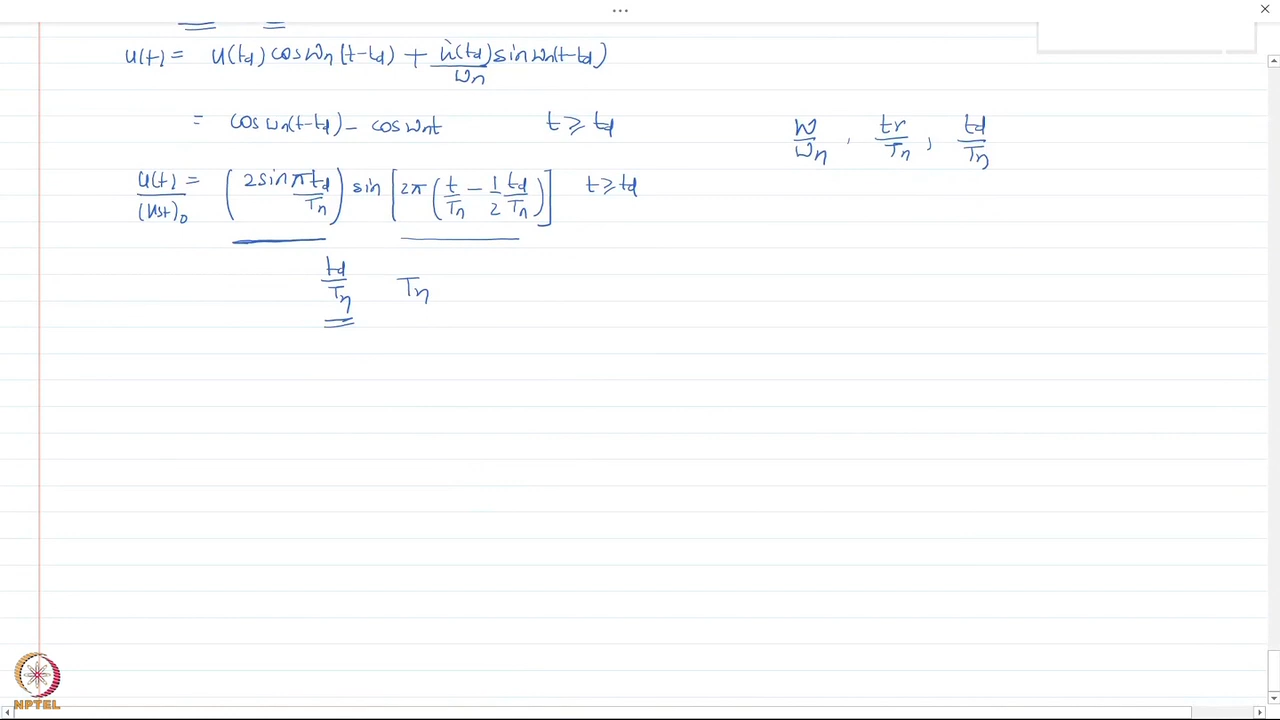 u(t) = u(td) cos ωn (t-td) + u̇(td)/ωn sin ωn(t-td)
= cos ωn(t-td) - cos ωnt t ≥ td
ω/ωn , tr/Tn , td/Tn
u(t)/(ust)0 = (2 sin π td/Tn) sin [2π (t/Tn - 1/2 td/Tn)] t ≥ td
td/Tn Tn
NPTEL